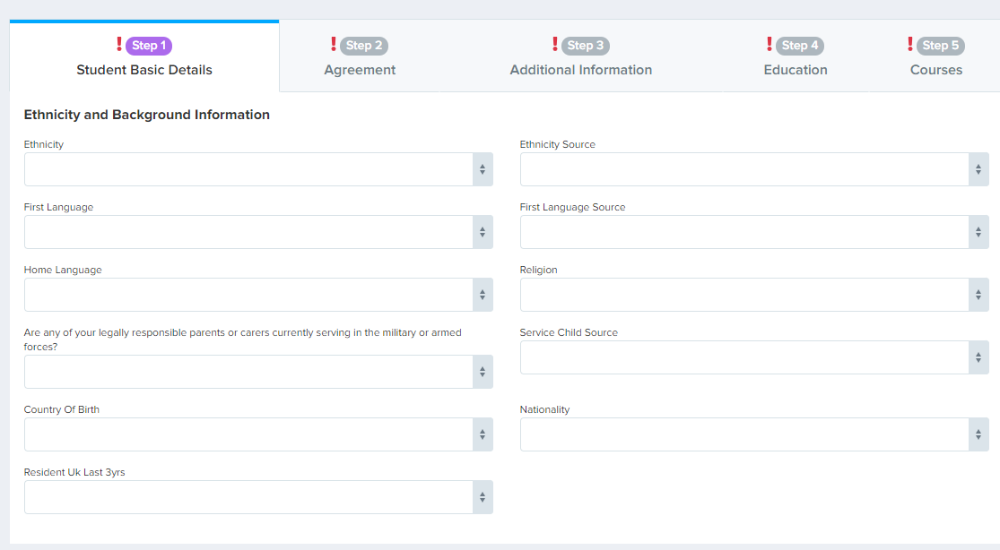 ! Step 1
Student Basic Details
! Step 2
Agreement
! Step 3
Additional Information
! Step 4
Education
! Step 5
Courses
Ethnicity and Background Information
Ethnicity
Ethnicity Source
First Language
First Language Source
Home Language
Religion
Are any of your legally responsible parents or carers currently serving in the military or armed
forces?
Service Child Source
Country Of Birth
Nationality
Resident Uk Last 3yrs